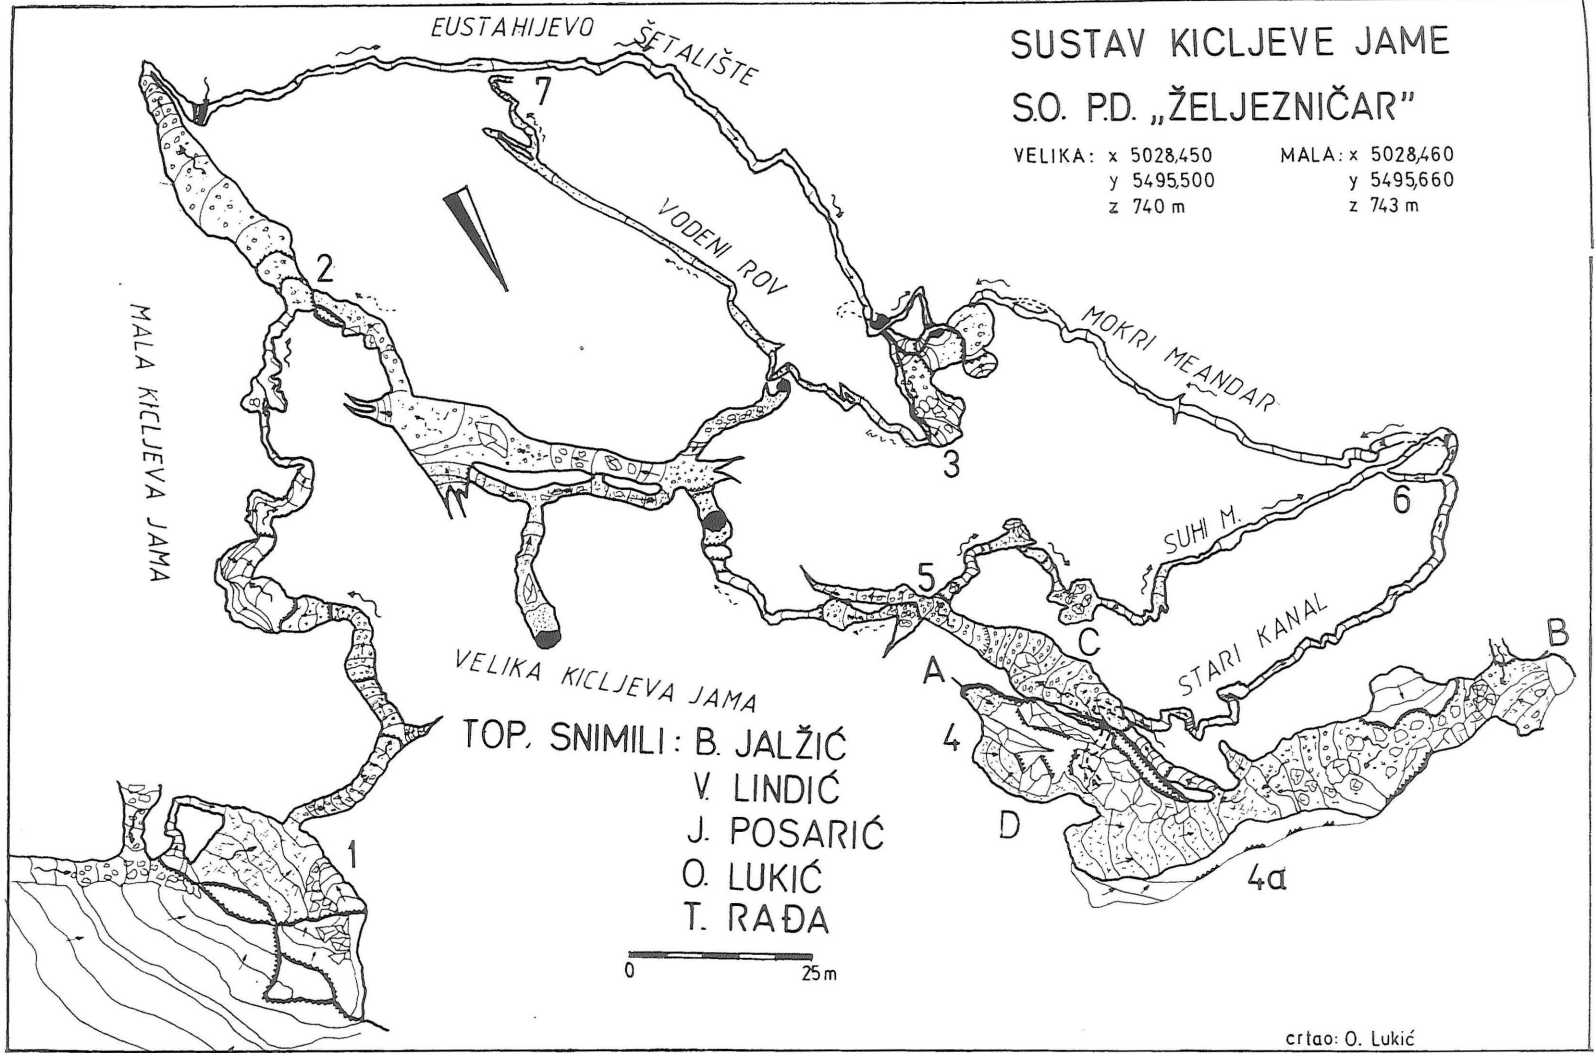 SUSTAV KICLJEVE JAME
S.O. P.D. „ŽELJEZNIČAR”
VELIKA: x 5028,450
y 5495,500
z 740 m
MALA: x 5028,460
y 5495,660
z 743 m
EUSTAHIJEVO ŠETALIŠTE
7
VODENI ROV
2
MALA KICLJEVA JAMA
MOKRI MEANDAR
3
6
SUHI M.
5
C
STARI KANAL
B
A
VELIKA KICLJEVA JAMA
4
D
4a
1
TOP. SNIMILI: B. JALŽIĆ
V. LINDIĆ
J. POSARIĆ
O. LUKIĆ
T. RAĐA
0 25 m
crtao: O. Lukić